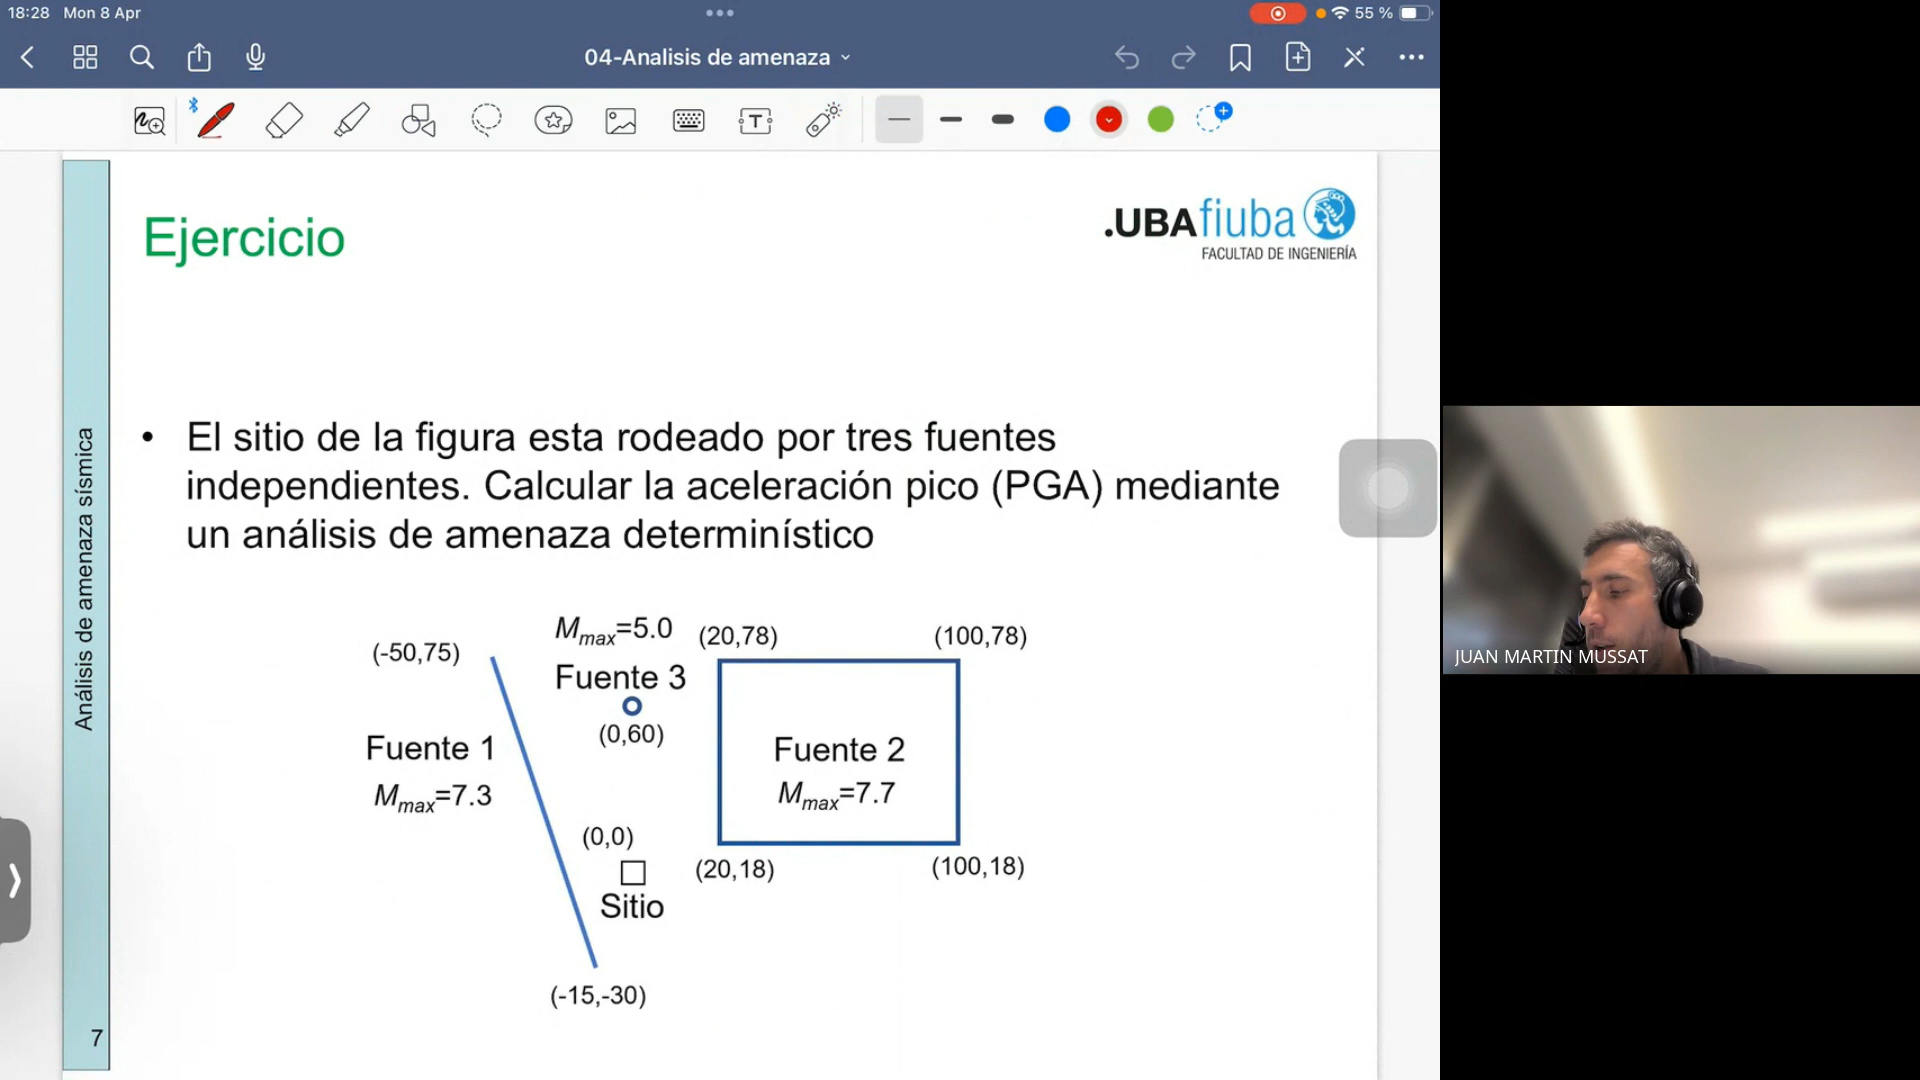 18:28 Mon 8 Apr
55 %
04-Analisis de amenaza
T
Ejercicio
.UBAfiuba
FACULTAD DE INGENIERÍA
Análisis de amenaza sísmica
• El sitio de la figura esta rodeado por tres fuentes
independientes. Calcular la aceleración pico (PGA) mediante
un análisis de amenaza determinístico
Mmax=5.0
(20,78)
(100,78)
(-50,75)
Fuente 3
(0,60)
Fuente 1
Mmax=7.3
Fuente 2
Mmax=7.7
(0,0)
(20,18)
(100,18)
Sitio
(-15,-30)
7
JUAN MARTIN MUSSAT